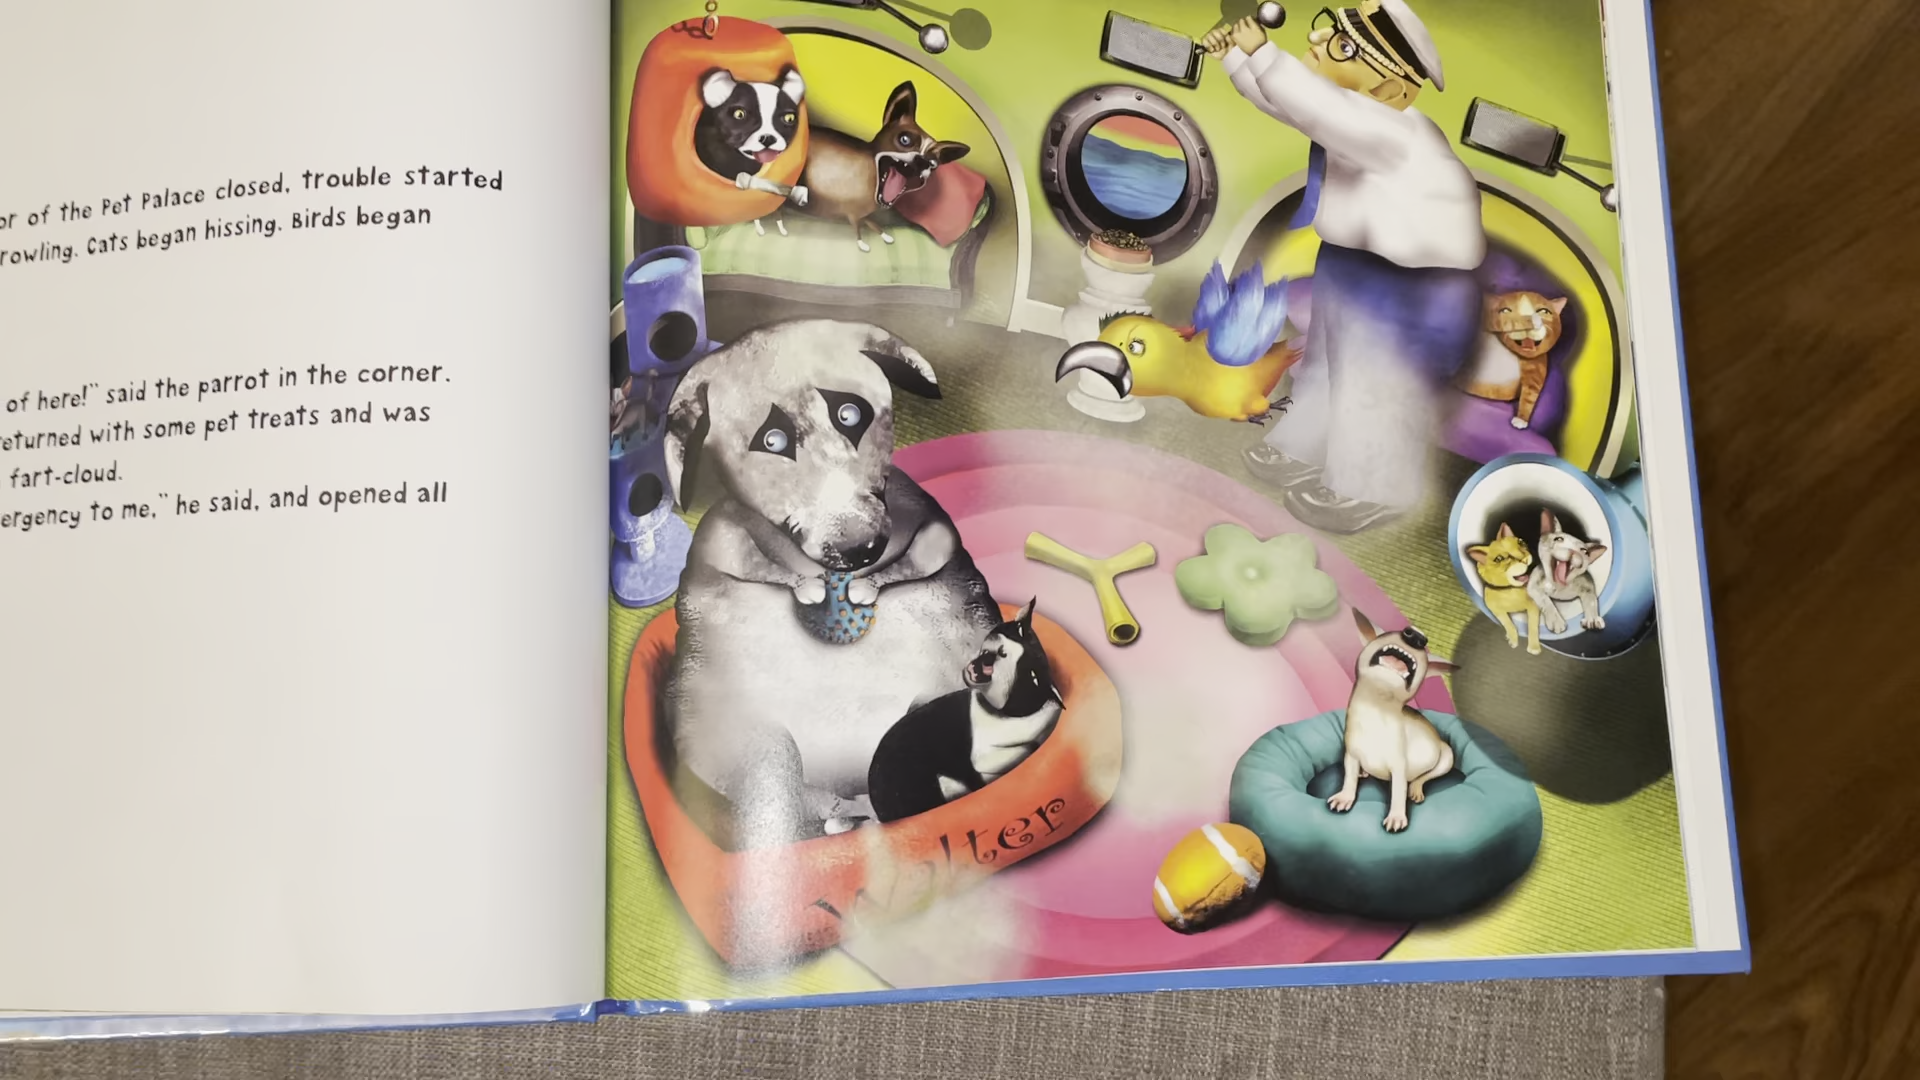 or of the Pet Palace closed, trouble started
rowling. Cats began hissing. Birds began
of here!" said the parrot in the corner.
eturned with some pet treats and was
fart-cloud.
ergency to me," he said, and opened all
Walter